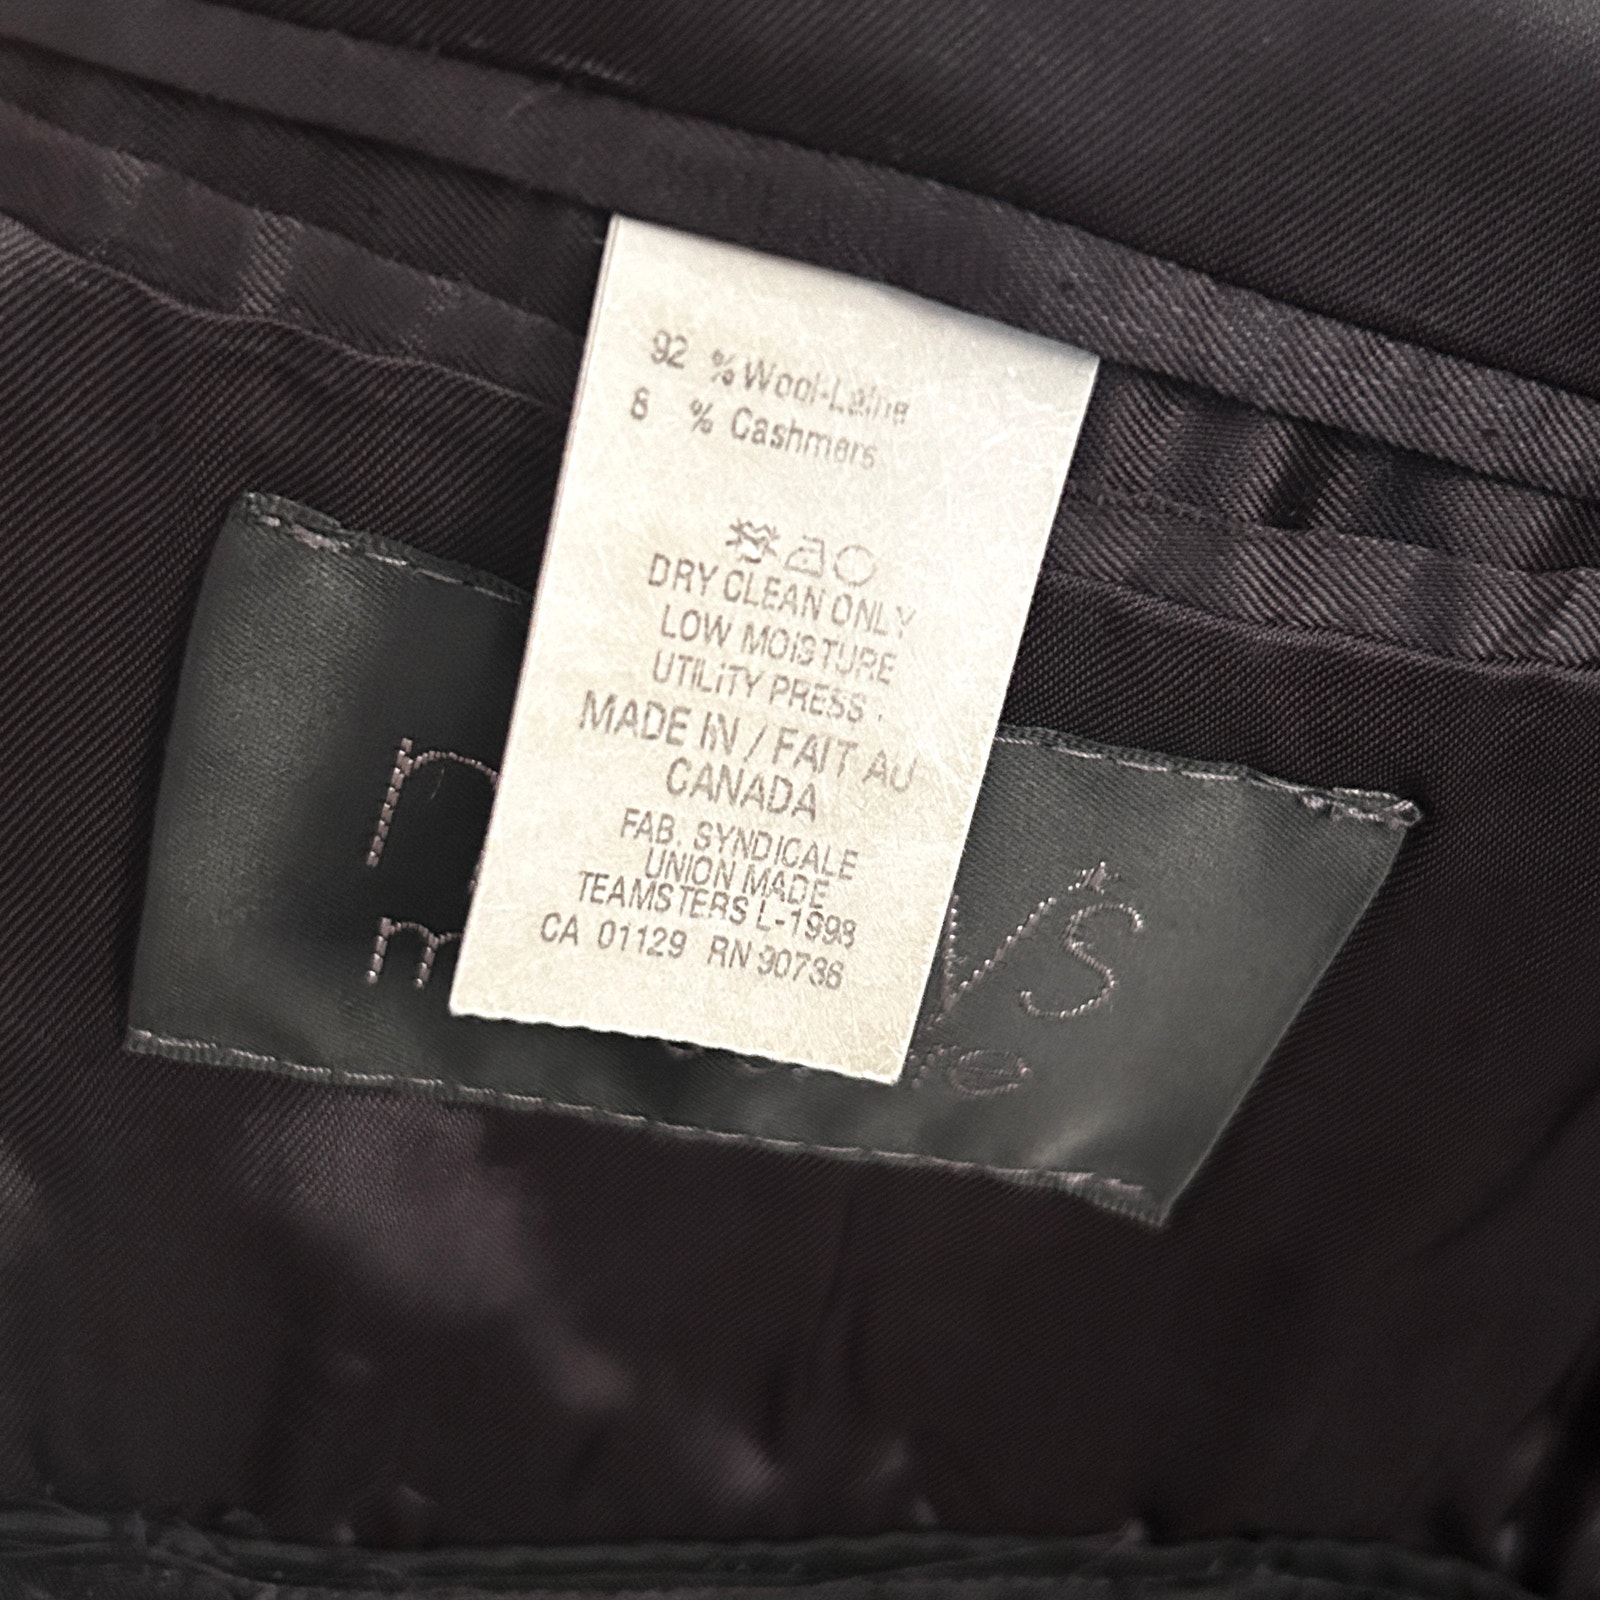 92 % Wool-Laine
8 % Cashmere
DRY CLEAN ONLY
LOW MOISTURE
UTILITY PRESS.
MADE IN / FAIT AU
CANADA
FAB. SYNDICALE
UNION MADE
TEAMSTERS L-1998
CA 01129 RN 90736